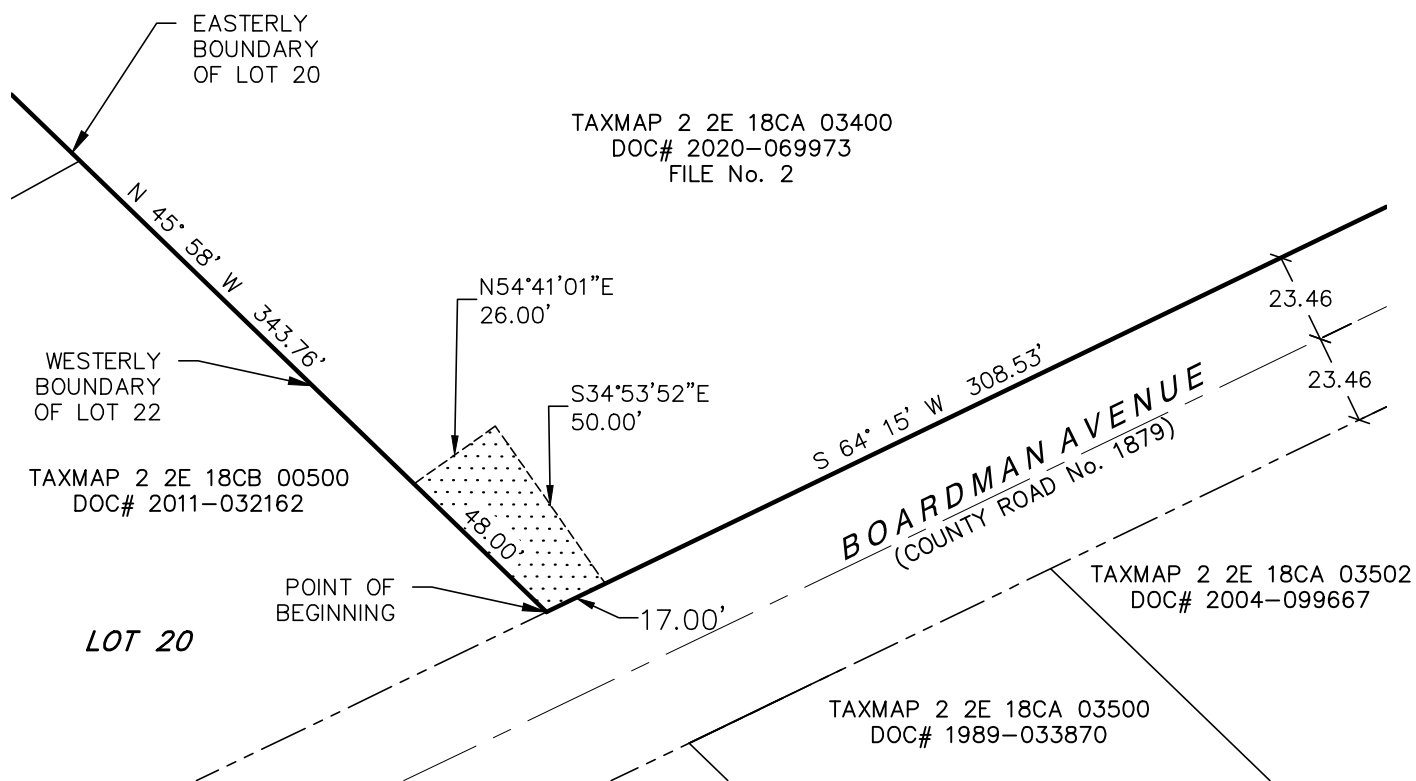 EASTERLY
BOUNDARY
OF LOT 20
TAXMAP 2 2E 18CA 03400
DOC# 2020-069973
FILE No. 2
N 45° 58' W 343.76'
N54°41'01"E
26.00'
23.46
WESTERLY
BOUNDARY
OF LOT 22
S34°53'52"E
50.00'
S 64° 15' W 308.53'
23.46
BOARDMAN AVENUE
(COUNTY ROAD No. 1879)
TAXMAP 2 2E 18CB 00500
DOC# 2011-032162
48.00'
POINT OF
BEGINNING
17.00'
TAXMAP 2 2E 18CA 03502
DOC# 2004-099667
LOT 20
TAXMAP 2 2E 18CA 03500
DOC# 1989-033870